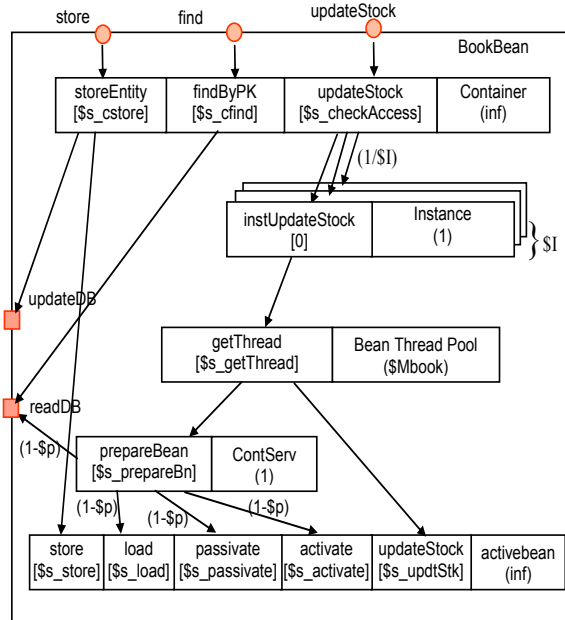 store
find
updateStock
BookBean
storeEntity
[$s_cstore]
findByPK
[$s_cfind]
updateStock
[$s_checkAccess]
Container
(inf)
(1/$I)
instUpdateStock
[0]
Instance
(1)
} $I
updateDB
getThread
[$s_getThread]
Bean Thread Pool
($Mbook)
readDB
(1-$p)
prepareBean
[$s_prepareBn]
ContServ
(1)
(1-$p)
(1-$p)
(1-$p)
store
[$s_store]
load
[$s_load]
passivate
[$s_passivate]
activate
[$s_activate]
updateStock
[$s_updtStk]
activebean
(inf)